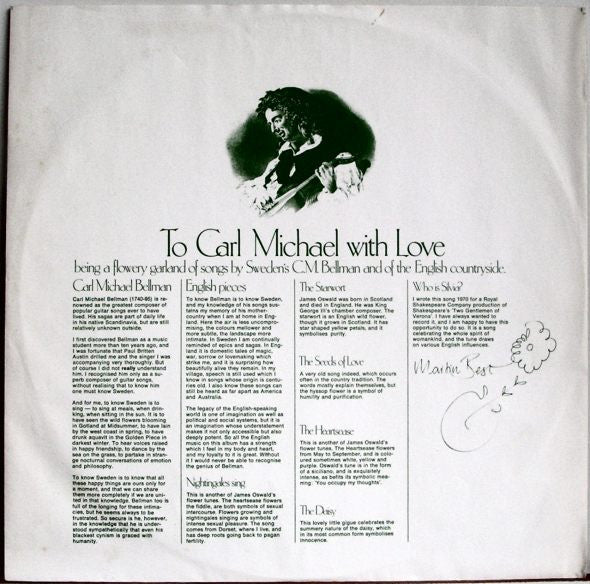 To Carl Michael with Love
being a flowery garland of songs by Sweden's C.M. Bellman and of the English countryside.
Carl Michael Bellman
Carl Michael Bellman (1740-95) is re-
nowned as the greatest composer of
popular guitar songs ever to have
lived. His sagas are part of daily life
in his native Scandinavia, but are still
relatively unknown outside.
I first discovered Bellman as a music
student more than ten years ago, and
I was fortunate that Paul Britten
Austin drilled me and the singer I was
accompanying very thoroughly. But
of course I did not really understand
him. I recognised him only as a su-
perb composer of guitar songs,
without realising that to know him
one must know Sweden.
And for me, to know Sweden is to
sing — to sing at meals, when drin-
king, when sitting in the sun. It is to
have seen the wild flowers blooming
in Gotland at Midsummer, to have lain
by the west coast in spring, to have
drunk aquavit in the Golden Piece in
darkest winter. To hear voices raised
in happy friendship, to dance by the
sea on the grass, to partake in stran-
ge nocturnal conversations of emotion
and philosophy.
To know Sweden is to know that all
these happy things are ours only for
a moment, and that we can share
them more completely if we are uni-
ted in that knowledge. Bellman too is
full of the longing for these intima-
cies, but he seems always to be
frustrated. So secure is he, however,
in the knowledge that he is under-
stood sympathetically that even his
blackest cynism is graced with
humanity.
English pieces
To know Bellman is to know Sweden,
and my knowledge of his songs sus-
tains my memory of his mother-
country when I am at home in Eng-
land. Here the air is less uncompro-
mising, the colours mellower and
more subtle, the landscape more
intimate. In Sweden I am continually
reminded of epics and sagas. In Eng-
land it is domestic tales of magic,
war, sorrow or lovemaking which
strike me, and it is surprising how
beautifully alive they remain. In my
village, speech is still used which I
know in songs whose origin is centu-
ries old. I also know these songs can
still be heard as far apart as America
and Australia.
The legacy of the English-speaking
world is one of imagination as well as
political and social systems, but it is
an imagination whose understatement
makes it not only accessible but also
deeply potent. So all the English
music on this album has a strength
which I feel in my body and heart,
and my loyalty to it is great. Without
it I would never be able to recognise
the genius of Bellman.
Nightingales sing
This is another of James Oswald's
flower tunes. The heartsease flowers
the fiddle, are both symbols of sexual
intercourse. Flowers growing and
nightingales singing are symbols of
intense sexual pleasure. The song
comes from Dorset, where I live, and
has deep roots going back to pagan
fertility.
The Starwort
James Oswald was born in Scotland
and died in England. He was King
George III's chamber composer. The
starwort is an English wild flower,
though it grows in Scotland. It has
star shaped yellow petals, and it
symbolises purity.
The Seeds of Love
A very old song indeed, which occurs
often in the country tradition. The
words mostly explain themselves, but
the hyssop flower is a symbol of
humility and purification.
The Heartsease
This is another of James Oswald's
flower tunes. The Heartsease flowers
from May to September, and is colo-
ured sometimes white, yellow and
purple. Oswald's tune is in the form
of a siciliano, and is exquisitely
intense, as befits its symbolic mea-
ning: 'You occupy my thoughts'.
The Daisy
This lovely little gigue celebrates the
summery nature of the daisy, which
in its most common form symbolises
innocence.
Who is Silvia?
I wrote this song 1970 for a Royal
Shakespeare Company production of
Shakespeare's 'Two Gentlemen of
Verona'. I have always wanted to
record it, and I am happy to have this
opportunity to do so. It is a song
celebrating the whole spirit of
womankind, and the tune draws
on various English influences.
Martin Best